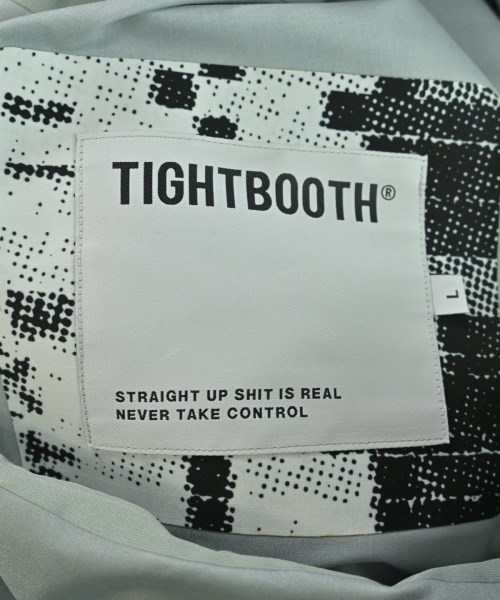 TIGHTBOOTH®
L
STRAIGHT UP SHIT IS REAL
NEVER TAKE CONTROL